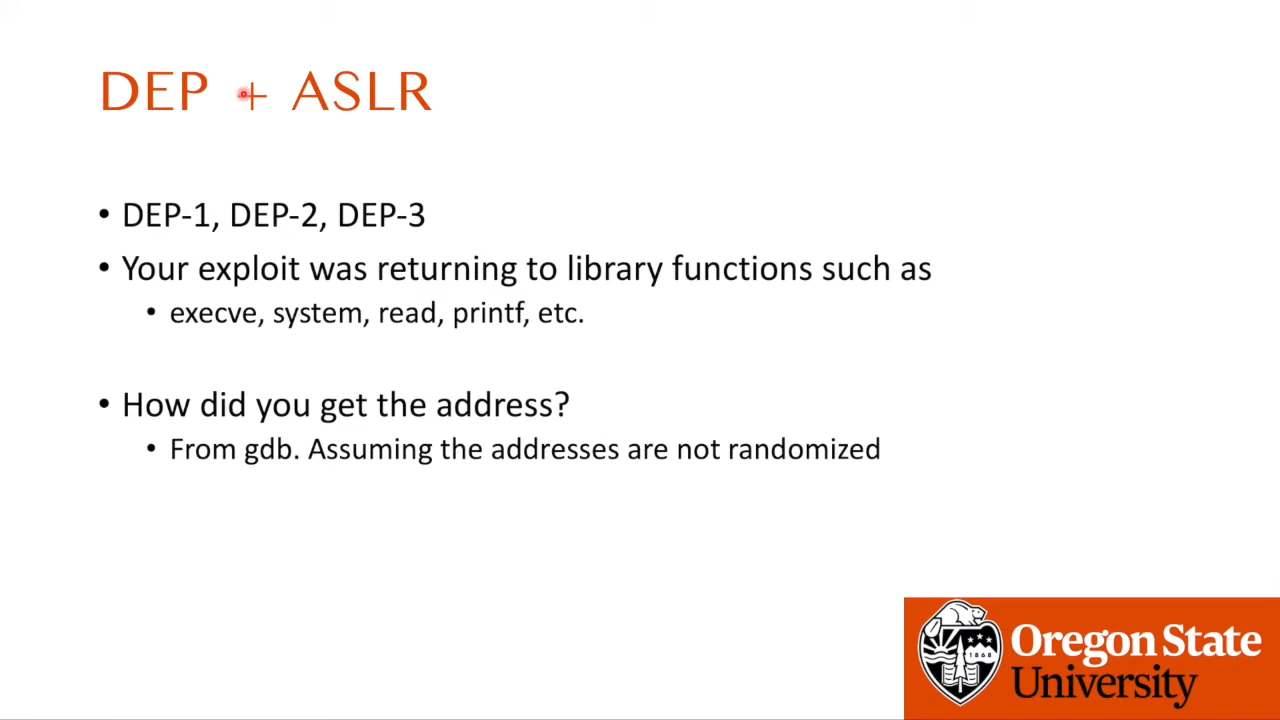 DEP + ASLR
• DEP-1, DEP-2, DEP-3
• Your exploit was returning to library functions such as
• execve, system, read, printf, etc.
• How did you get the address?
• From gdb. Assuming the addresses are not randomized
1868
Oregon State
University